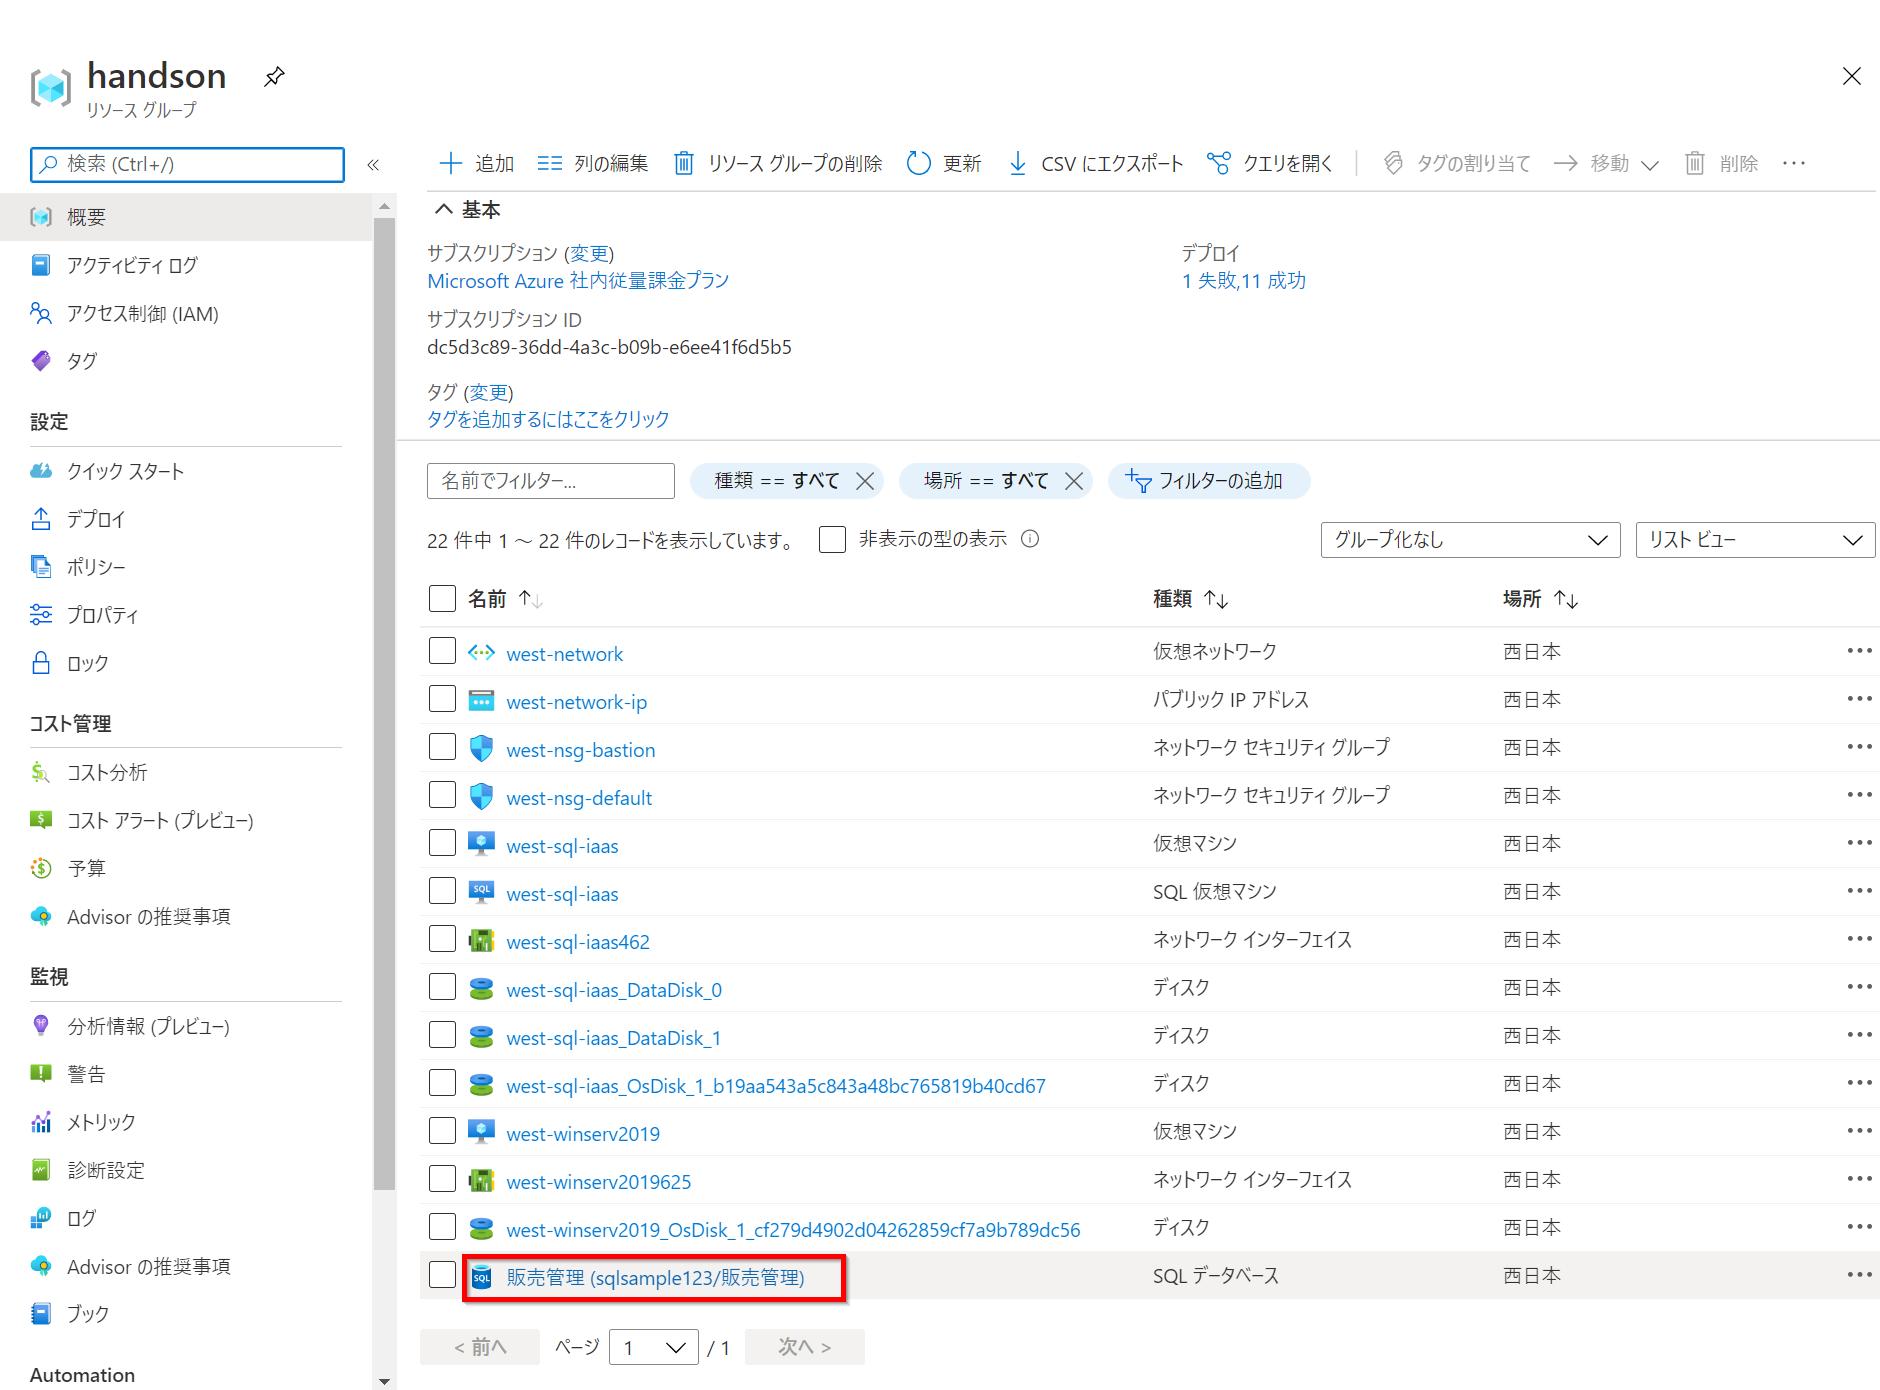 handson
リソース グループ
検索 (Ctrl+/)
«
追加
列の編集
リソース グループの削除
更新
CSV にエクスポート
クエリを開く
タグの割り当て
移動
削除
概要
アクティビティ ログ
アクセス制御 (IAM)
タグ
設定
クイック スタート
デプロイ
ポリシー
プロパティ
ロック
コスト管理
コスト分析
コスト アラート (プレビュー)
予算
Advisor の推奨事項
監視
分析情報 (プレビュー)
警告
メトリック
診断設定
ログ
Advisor の推奨事項
ブック
Automation
基本
サブスクリプション (変更)
Microsoft Azure 社内従量課金プラン
デプロイ
1 失敗,11 成功
サブスクリプション ID
dc5d3c89-36dd-4a3c-b09b-e6ee41f6d5b5
タグ (変更)
タグを追加するにはここをクリック
名前でフィルター...
種類 == すべて
場所 == すべて
フィルターの追加
22 件中 1 ～ 22 件のレコードを表示しています。
非表示の型の表示
グループ化なし
リスト ビュー
名前 種類 場所
west-network 仮想ネットワーク 西日本
west-network-ip パブリック IP アドレス 西日本
west-nsg-bastion ネットワーク セキュリティ グループ 西日本
west-nsg-default ネットワーク セキュリティ グループ 西日本
west-sql-iaas 仮想マシン 西日本
SQL west-sql-iaas SQL 仮想マシン 西日本
west-sql-iaas462 ネットワーク インターフェイス 西日本
west-sql-iaas_DataDisk_0 ディスク 西日本
west-sql-iaas_DataDisk_1 ディスク 西日本
west-sql-iaas_OsDisk_1_b19aa543a5c843a48bc765819b40cd67 ディスク 西日本
west-winserv2019 仮想マシン 西日本
west-winserv2019625 ネットワーク インターフェイス 西日本
west-winserv2019_OsDisk_1_cf279d4902d04262859cf7a9b789dc56 ディスク 西日本
SQL 販売管理 (sqlsample123/販売管理) SQL データベース 西日本
< 前へ ページ 1 / 1 次へ >